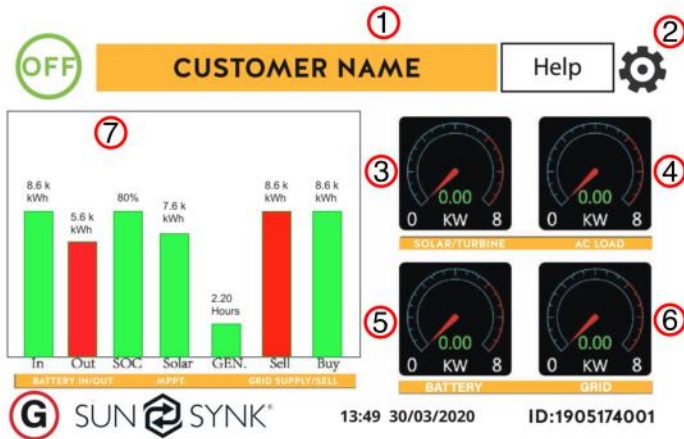 1
OFF CUSTOMER NAME Help 2
7
3 4
8.6 k kWh
5.6 k kWh
80%
7.6 k kWh
2.20 Hours
8.6 k kWh
8.6 k kWh
0.00 0.00
0 KW 8 0 KW 8
SOLAR/TURBINE AC LOAD
5 6
0.00 0.00
0 KW 8 0 KW 8
In Out SOC Solar GEN. Sell Buy
BATTERY IN/OUT MPPT. GRID SUPPLY/SELL
BATTERY GRID
G SUN SYNK® 13:49 30/03/2020 ID:1905174001